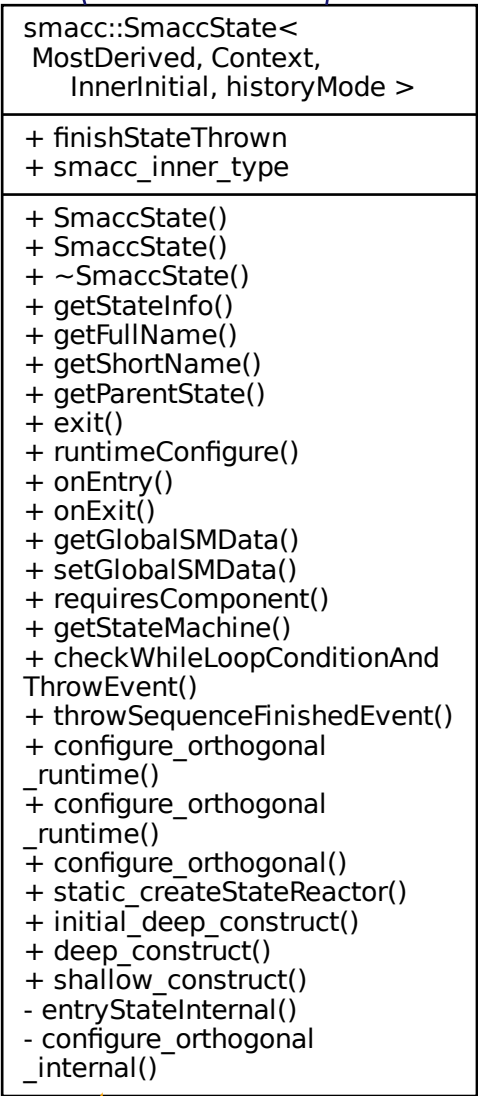 smacc::SmaccState<
MostDerived, Context,
InnerInitial, historyMode >
+ finishStateThrown
+ smacc_inner_type
+ SmaccState()
+ SmaccState()
+ ~SmaccState()
+ getStateInfo()
+ getFullName()
+ getShortName()
+ getParentState()
+ exit()
+ runtimeConfigure()
+ onEntry()
+ onExit()
+ getGlobalSMData()
+ setGlobalSMData()
+ requiresComponent()
+ getStateMachine()
+ checkWhileLoopConditionAnd
ThrowEvent()
+ throwSequenceFinishedEvent()
+ configure_orthogonal
_runtime()
+ configure_orthogonal
_runtime()
+ configure_orthogonal()
+ static_createStateReactor()
+ initial_deep_construct()
+ deep_construct()
+ shallow_construct()
- entryStateInternal()
- configure_orthogonal
_internal()